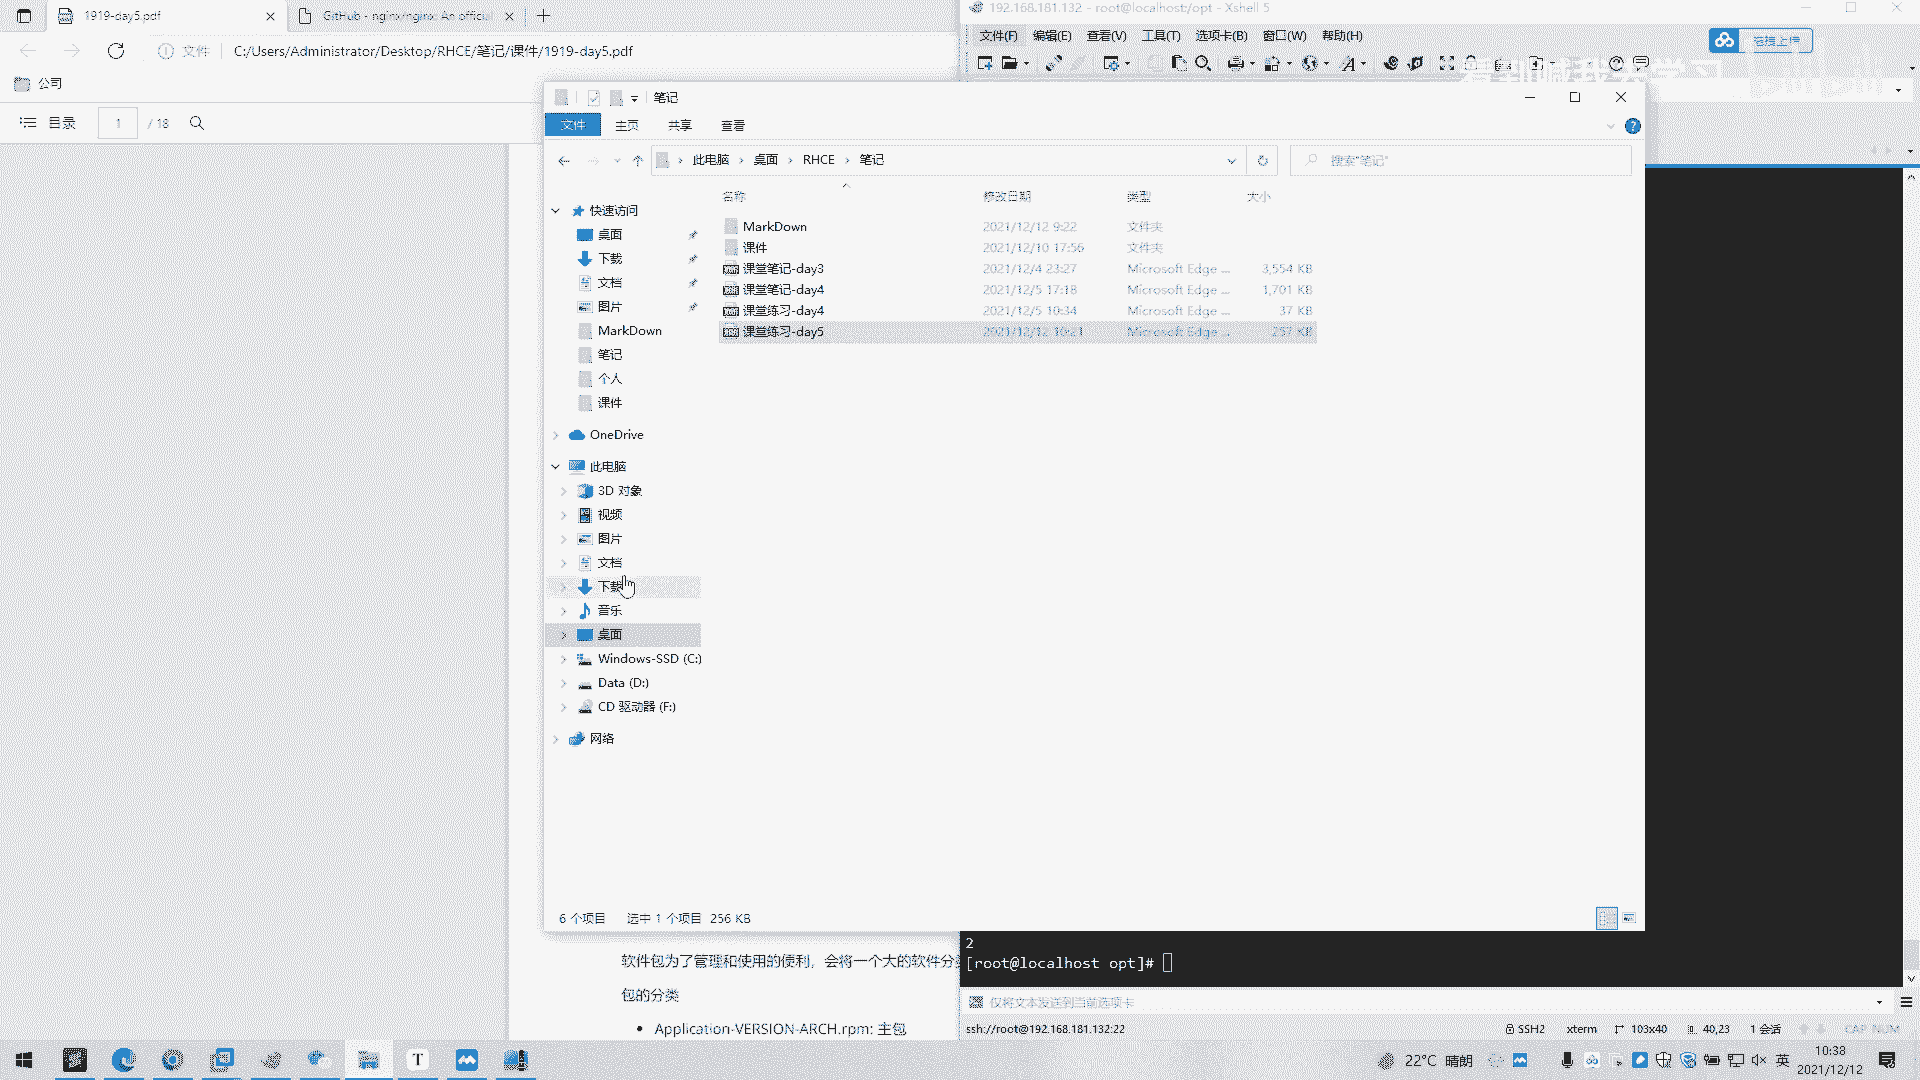 1919-day5.pdf
GitHub - nginx/nginx: An official
192.168.181.132 - root@localhost:/opt - Xshell 5
文件(F) 编辑(E) 查看(V) 工具(T) 选项卡(B) 窗口(W) 帮助(H)
拖拽上传
文件 C:/Users/Administrator/Desktop/RHCE/笔记/课件/1919-day5.pdf
公司
目录 1 / 18
笔记
文件 主页 共享 查看
此电脑 桌面 RHCE 笔记
搜索"笔记"
名称 修改日期 类型 大小
MarkDown 2021/12/12 9:22 文件夹
课件 2021/12/10 17:56 文件夹
课堂笔记-day3 2021/12/4 23:27 Microsoft Edge ... 3,554 KB
课堂笔记-day4 2021/12/5 17:18 Microsoft Edge ... 1,701 KB
课堂练习-day4 2021/12/5 10:34 Microsoft Edge ... 37 KB
课堂练习-day5 2021/12/12 10:21 Microsoft Edge ... 257 KB
快速访问
桌面
下载
文档
图片
MarkDown
笔记
个人
课件
OneDrive
此电脑
3D 对象
视频
图片
文档
下载
音乐
桌面
Windows-SSD (C:)
Data (D:)
CD 驱动器 (F:)
网络
6 个项目 选中 1 个项目 256 KB
软件包为了管理和使用的便利，会将一个大的软件分
包的分类
• Application-VERSION-ARCH.rpm: 主包
2
[root@localhost opt]#
仅将文本发送到当前选项卡
ssh://root@192.168.181.132:22 SSH2 xterm 103x40 40,23 1 会话 CAP NUM
22°C 晴朗 英 10:38
2021/12/12